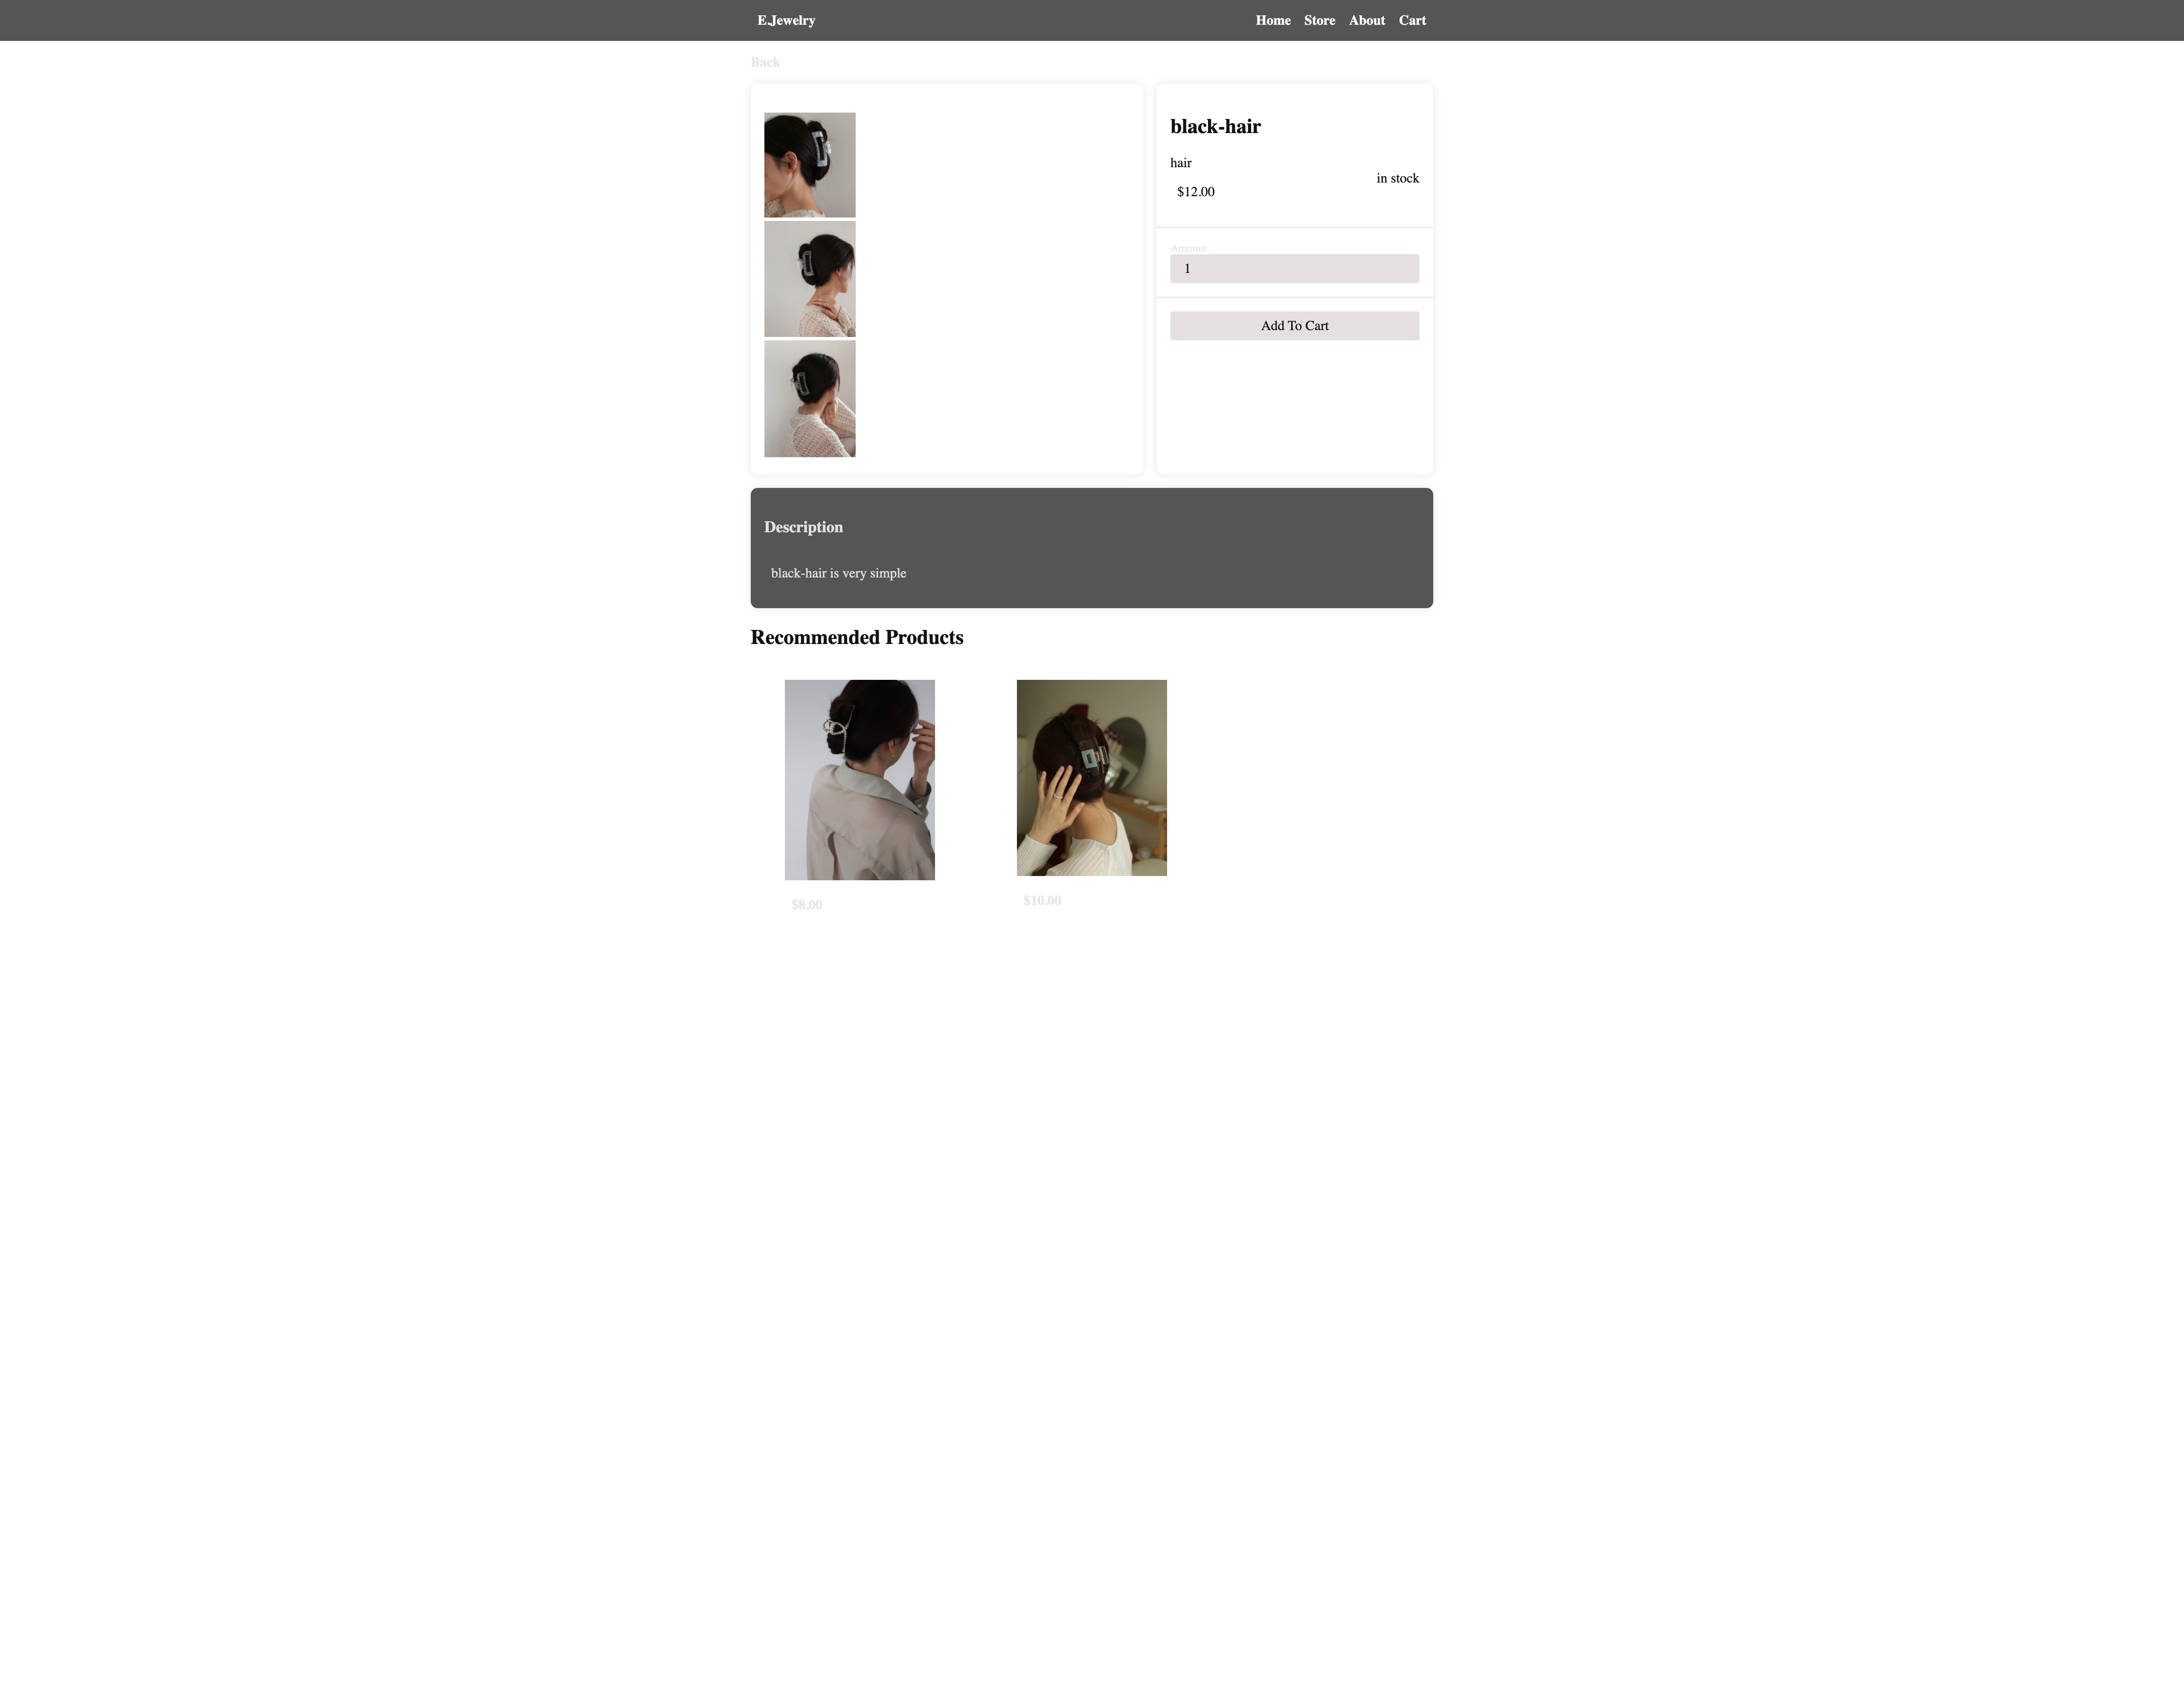 E.Jewelry
Home Store About Cart
Back
black-hair
hair
in stock
$12.00
Amount
1
Add To Cart
Description
black-hair is very simple
Recommended Products
$8.00
$10.00